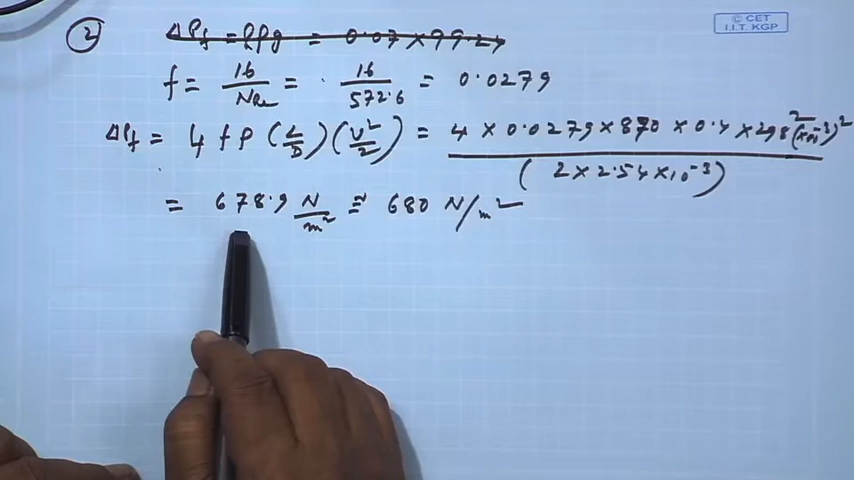 ② ΔPf = RPg = 0.07 × 99.24
© CET
I.I.T. KGP
f = 16/NRe = 16/572.6 = 0.0279
ΔPf = 4 f ρ (L/D) (v²/2) = 4 × 0.0279 × 870 × 0.4 × 298² (×10⁻³)² / (2 × 2.54 × 10⁻³)
= 678.9 N/m² ≅ 680 N/m²